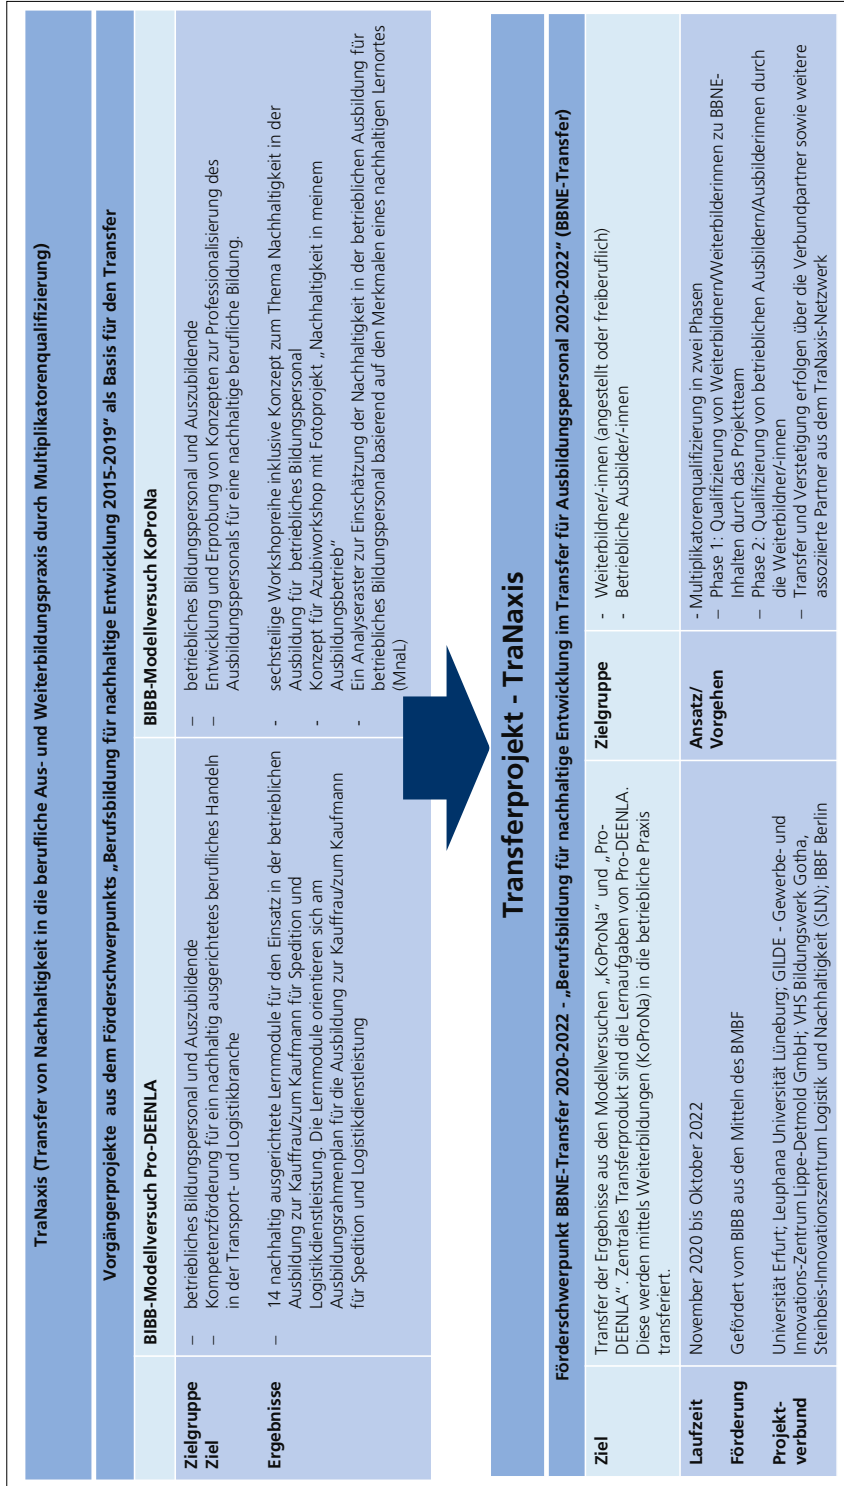 TraNaxis (Transfer von Nachhaltigkeit in die berufliche Aus- und Weiterbildungspraxis durch Multiplikatorenqualifizierung)
Vorgängerprojekte aus dem Förderschwerpunkts „Berufsbildung für nachhaltige Entwicklung 2015-2019" als Basis für den Transfer
BIBB-Modellversuch Pro-DEENLA
BIBB-Modellversuch KoProNa
Zielgruppe
Ziel
– betriebliches Bildungspersonal und Auszubildende
– Kompetenzförderung für ein nachhaltig ausgerichtetes berufliches Handeln
in der Transport- und Logistikbranche
– betriebliches Bildungspersonal und Auszubildende
– Entwicklung und Erprobung von Konzepten zur Professionalisierung des
Ausbildungspersonals für eine nachhaltige berufliche Bildung.
Ergebnisse
– 14 nachhaltig ausgerichtete Lernmodule für den Einsatz in der betrieblichen
Ausbildung zur Kauffrau/zum Kaufmann für Spedition und
Logistikdienstleistung. Die Lernmodule orientieren sich am
Ausbildungsrahmenplan für die Ausbildung zur Kauffrau/zum Kaufmann
für Spedition und Logistikdienstleistung
- sechsteilige Workshopreihe inklusive Konzept zum Thema Nachhaltigkeit in der
Ausbildung für betriebliches Bildungspersonal
- Konzept für Azubiworkshop mit Fotoprojekt „Nachhaltigkeit in meinem
Ausbildungsbetrieb"
- Ein Analyseraster zur Einschätzung der Nachhaltigkeit in der betrieblichen Ausbildung für
betriebliches Bildungspersonal basierend auf den Merkmalen eines nachhaltigen Lernortes
(MnaL)
Transferprojekt - TraNaxis
Förderschwerpunkt BBNE-Transfer 2020-2022 - „Berufsbildung für nachhaltige Entwicklung im Transfer für Ausbildungspersonal 2020-2022" (BBNE-Transfer)
Ziel
Transfer der Ergebnisse aus den Modellversuchen „KoProNa" und „Pro-
DEENLA". Zentrales Transferprodukt sind die Lernaufgaben von Pro-DEENLA.
Diese werden mittels Weiterbildungen (KoProNa) in die betriebliche Praxis
transferiert.
Zielgruppe
- Weiterbildner/-innen (angestellt oder freiberuflich)
- Betriebliche Ausbilder/-innen
Laufzeit
November 2020 bis Oktober 2022
Förderung
Gefördert vom BIBB aus den Mitteln des BMBF
Projekt-
verbund
Universität Erfurt; Leuphana Universität Lüneburg; GILDE - Gewerbe- und
Innovations-Zentrum Lippe-Detmold GmbH; VHS Bildungswerk Gotha,
Steinbeis-Innovationszentrum Logistik und Nachhaltigkeit (SLN); IBBF Berlin
Ansatz/
Vorgehen
- Multiplikatorenqualifizierung in zwei Phasen
– Phase 1: Qualifizierung von Weiterbildnern/Weiterbilderinnen zu BBNE-
Inhalten durch das Projektteam
– Phase 2: Qualifizierung von betrieblichen Ausbildern/Ausbilderinnen durch
die Weiterbildner/-innen
– Transfer und Verstetigung erfolgen über die Verbundpartner sowie weitere
assoziierte Partner aus dem TraNaxis-Netzwerk